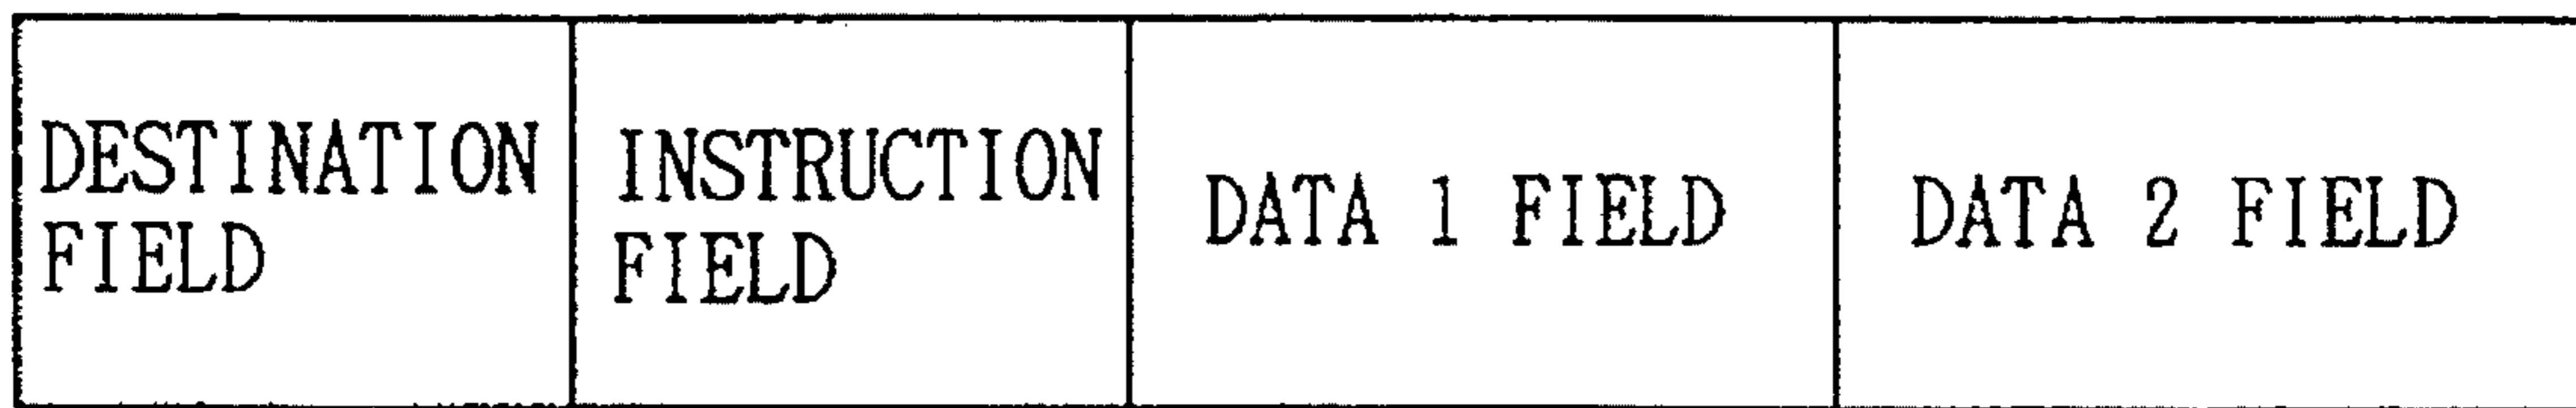 DESTINATION
FIELD
INSTRUCTION
FIELD
DATA 1 FIELD
DATA 2 FIELD